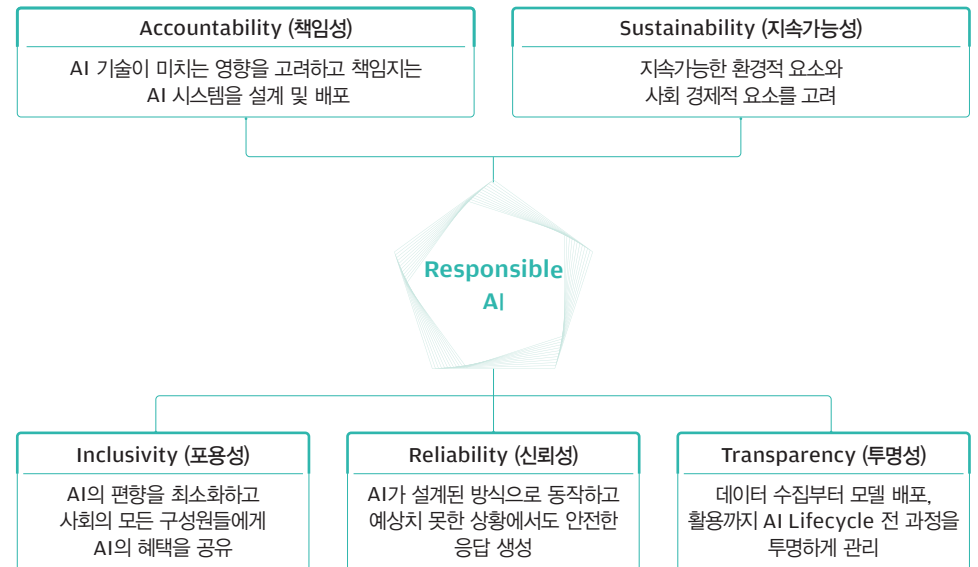 Accountability (책임성)
AI 기술이 미치는 영향을 고려하고 책임지는
AI 시스템을 설계 및 배포
Sustainability (지속가능성)
지속가능한 환경적 요소와
사회 경제적 요소를 고려
Responsible
AI
Inclusivity (포용성)
AI의 편향을 최소화하고
사회의 모든 구성원들에게
AI의 혜택을 공유
Reliability (신뢰성)
AI가 설계된 방식으로 동작하고
예상치 못한 상황에서도 안전한
응답 생성
Transparency (투명성)
데이터 수집부터 모델 배포,
활용까지 AI Lifecycle 전 과정을
투명하게 관리